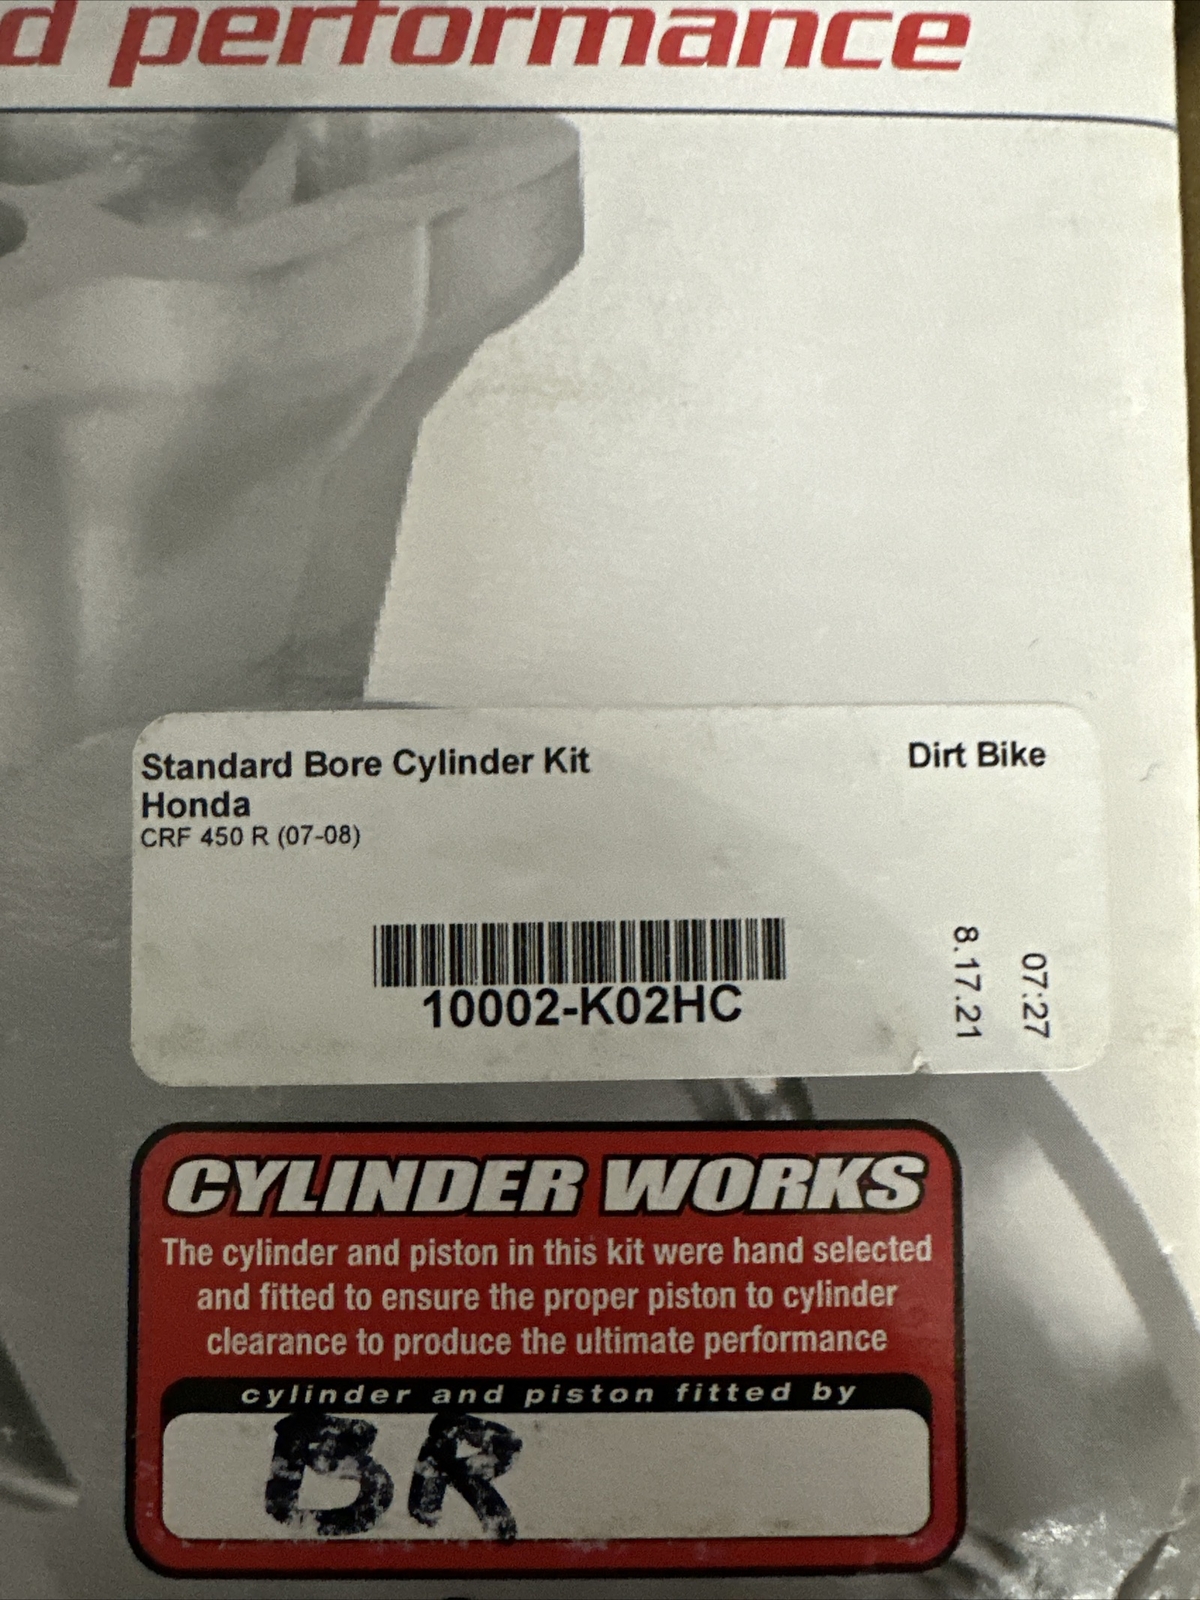 d performance
Standard Bore Cylinder Kit
Dirt Bike
Honda
CRF 450 R (07-08)
10002-K02HC
8.17.21
07:27
CYLINDER WORKS
The cylinder and piston in this kit were hand selected
and fitted to ensure the proper piston to cylinder
clearance to produce the ultimate performance
cylinder and piston fitted by
BR